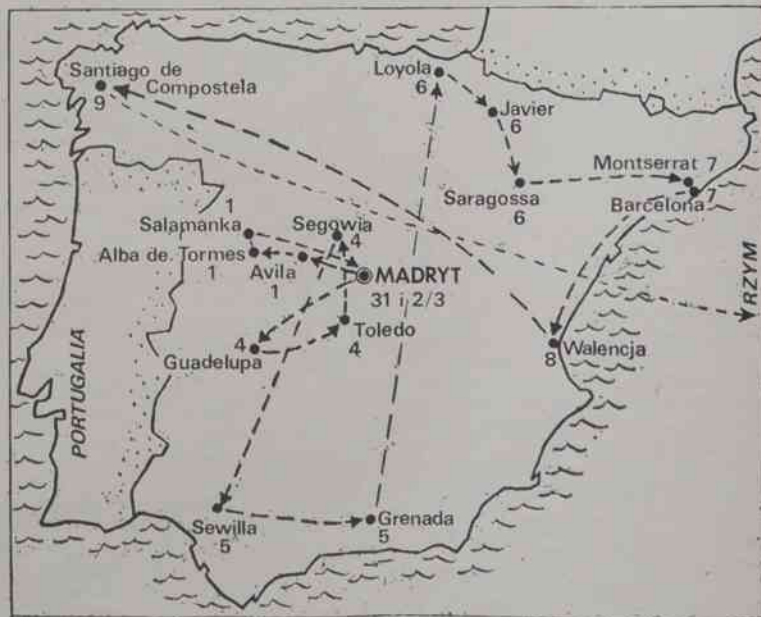 Santiago de
Compostela
9
Loyola
6
Javier
6
Montserrat 7
Saragossa
6
Barcelona
7
1
Salamanka
Segowia
4
Alba de Tormes
1
Avila
1
MADRYT
31 i 2/3
RZYM
4
Guadelupa
Toledo
4
8 Walencja
PORTUGALIA
Sewilla
5
Grenada
5